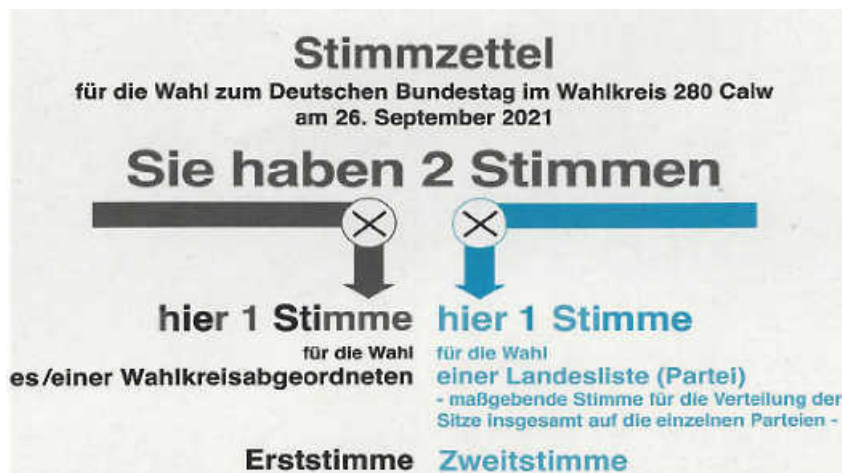 Stimmzettel
für die Wahl zum Deutschen Bundestag im Wahlkreis 280 Calw
am 26. September 2021
Sie haben 2 Stimmen
hier 1 Stimme
für die Wahl
es/einer Wahlkreisabgeordneten
Erststimme
hier 1 Stimme
für die Wahl
einer Landesliste (Partei)
- maßgebende Stimme für die Verteilung der
Sitze insgesamt auf die einzelnen Parteien -
Zweitstimme